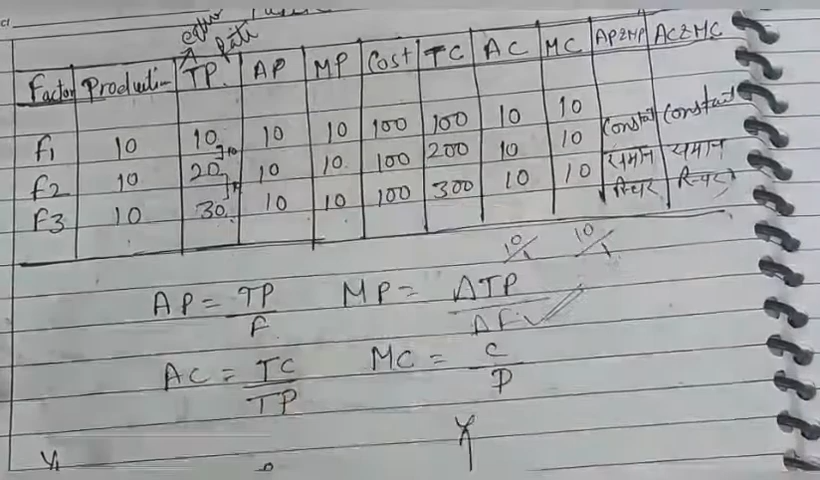 Factor Production TP AP MP Cost TC AC MC AP&MP AC&MC
f1 10 10 10 10 100 100 10 10 Constant Constant
f2 10 20 10 10 100 200 10 10 समान समान
f3 10 30 10 10 100 300 10 10 स्थिर स्थिर
10/1 10/1
AP = TP/F MP = ΔTP/ΔF
AC = TC/TP MC = C/P
Y Y